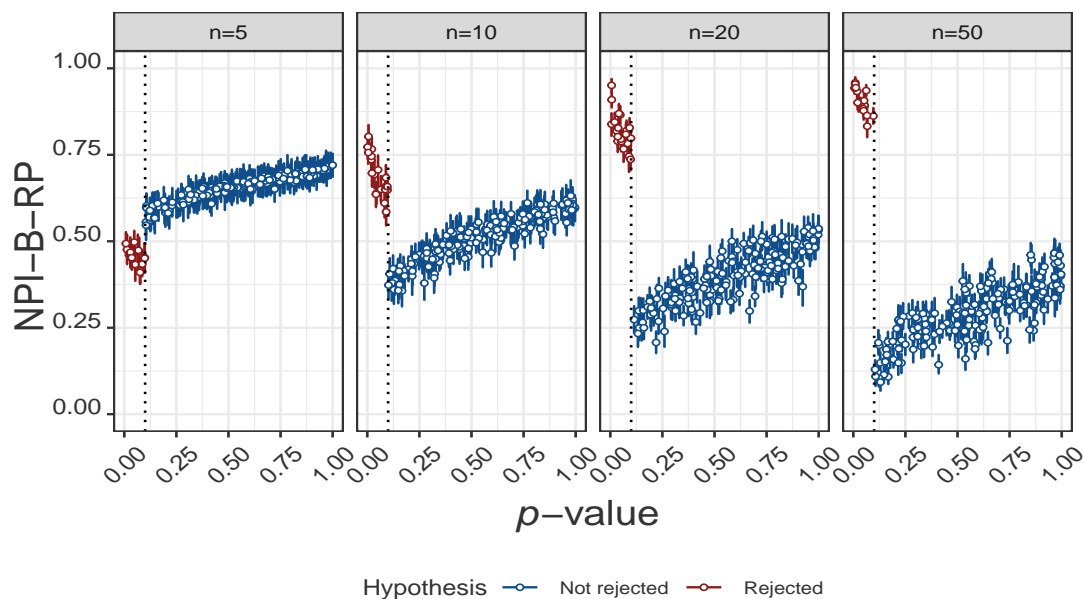 n=5 n=10 n=20 n=50
1.00
0.75
0.50
0.25
0.00
NPI−B−RP
0.00 0.25 0.50 0.75 1.00 0.00 0.25 0.50 0.75 1.00 0.00 0.25 0.50 0.75 1.00 0.00 0.25 0.50 0.75 1.00
p−value
Hypothesis Not rejected Rejected